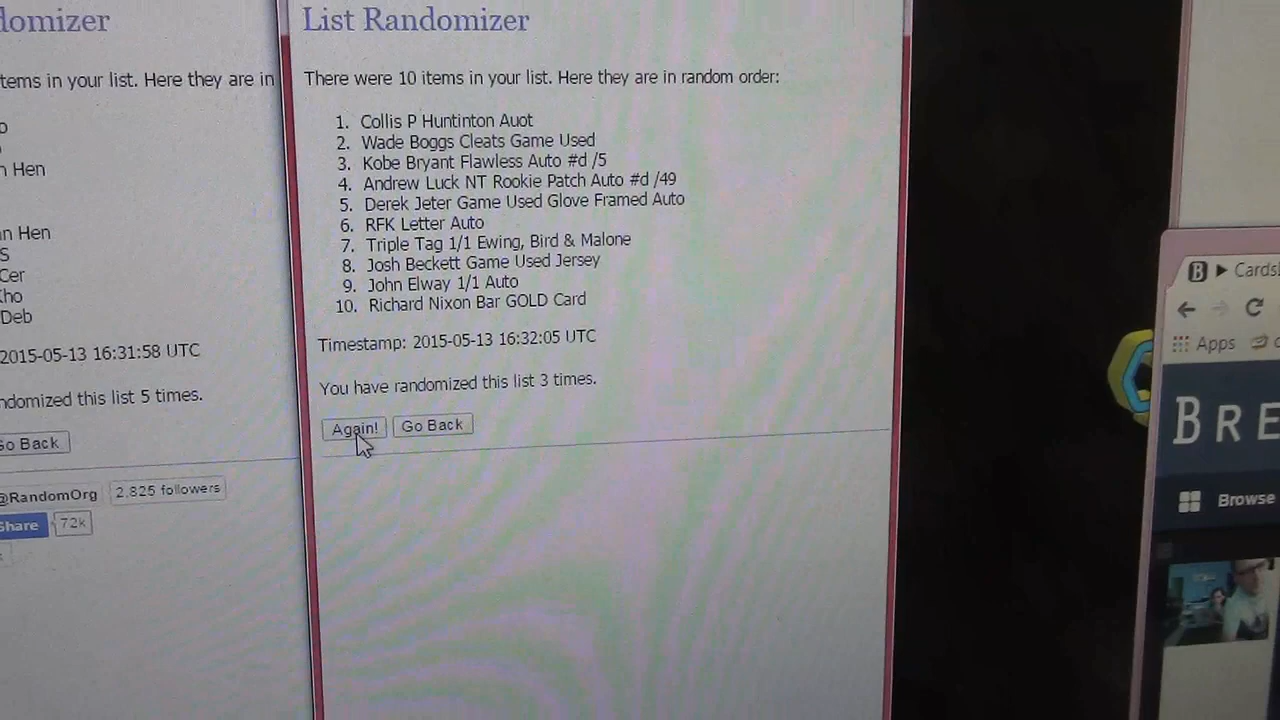 domizer
tems in your list. Here they are in
n Hen
n Hen
S
Cer
Kho
Deb
2015-05-13 16:31:58 UTC
ndomized this list 5 times.
Go Back
@RandomOrg
2,825 followers
Share
72k
List Randomizer
There were 10 items in your list. Here they are in random order:
1. Collis P Huntinton Auot
2. Wade Boggs Cleats Game Used
3. Kobe Bryant Flawless Auto #d /5
4. Andrew Luck NT Rookie Patch Auto #d /49
5. Derek Jeter Game Used Glove Framed Auto
6. RFK Letter Auto
7. Triple Tag 1/1 Ewing, Bird & Malone
8. Josh Beckett Game Used Jersey
9. John Elway 1/1 Auto
10. Richard Nixon Bar GOLD Card
Timestamp: 2015-05-13 16:32:05 UTC
You have randomized this list 3 times.
Again! Go Back
B Cards
Apps
BRE
Browse